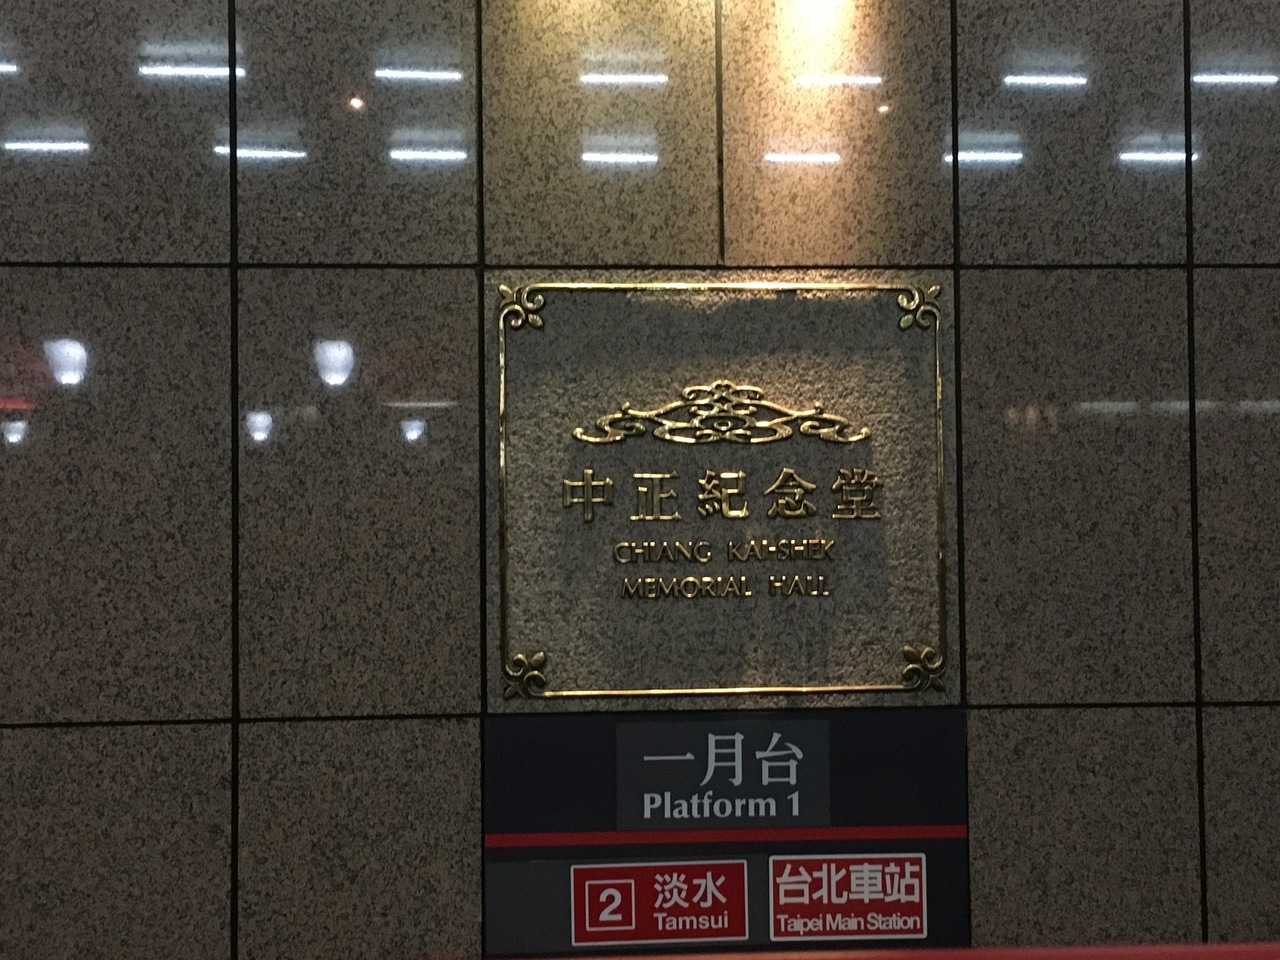 中正紀念堂
CHIANG KAI-SHEK
MEMORIAL HALL
一月台
Platform 1
2 淡水
Tamsui
台北車站
Taipei Main Station